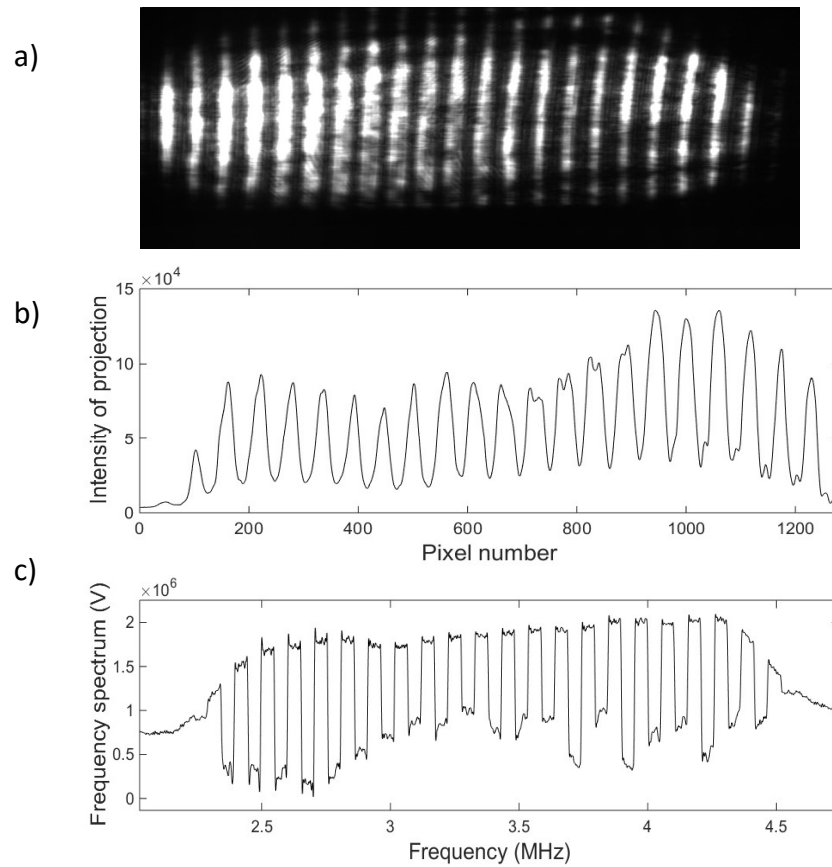 a)
b)
×10⁴
15
10
5
0
Intensity of projection
0 200 400 600 800 1000 1200
Pixel number
c)
×10⁶
2
1.5
1
0.5
0
Frequency spectrum (V)
2.5 3 3.5 4 4.5
Frequency (MHz)